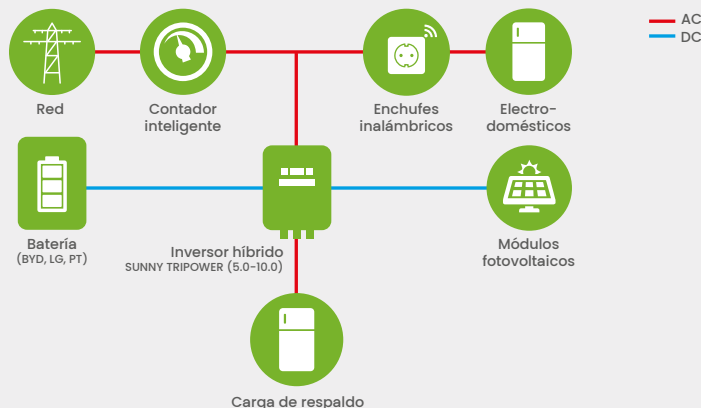 AC
DC
Red
Contador
inteligente
Enchufes
inalámbricos
Electro-
domésticos
Batería
(BYD, LG, PT)
Inversor híbrido
SUNNY TRIPOWER (5.0-10.0)
Módulos
fotovoltaicos
Carga de respaldo